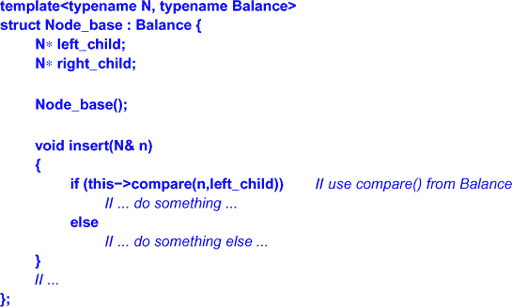 template<typename N, typename Balance>
struct Node_base : Balance {
N∗ left_child;
N∗ right_child;
Node_base();
void insert(N& n)
{
if (this−>compare(n,left_child)) // use compare() from Balance
// ... do something ...
else
// ... do something else ...
}
// ...
};